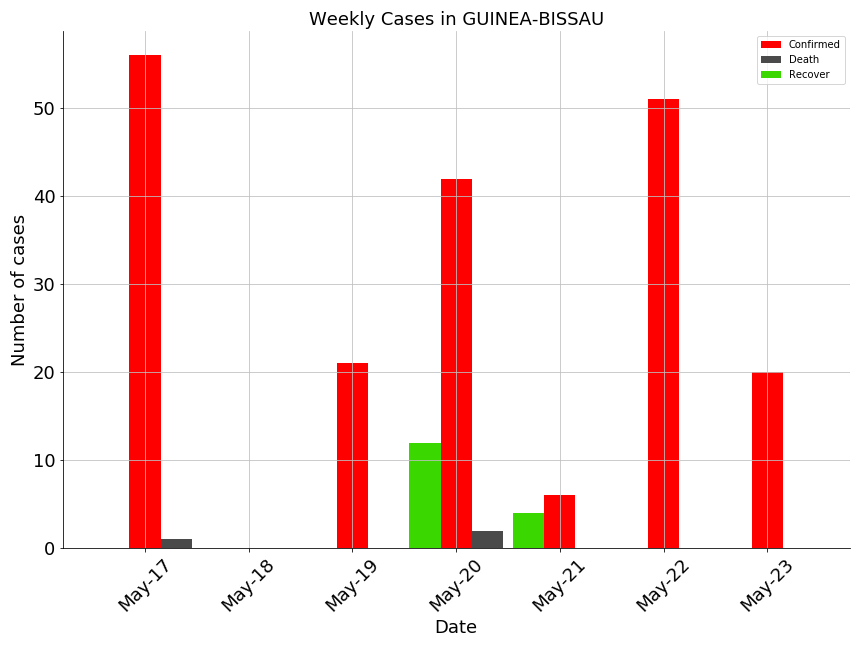 Weekly Cases in GUINEA-BISSAU
Confirmed
Death
Recover
Number of cases
50
40
30
20
10
0
May-17
May-18
May-19
May-20
May-21
May-22
May-23
Date